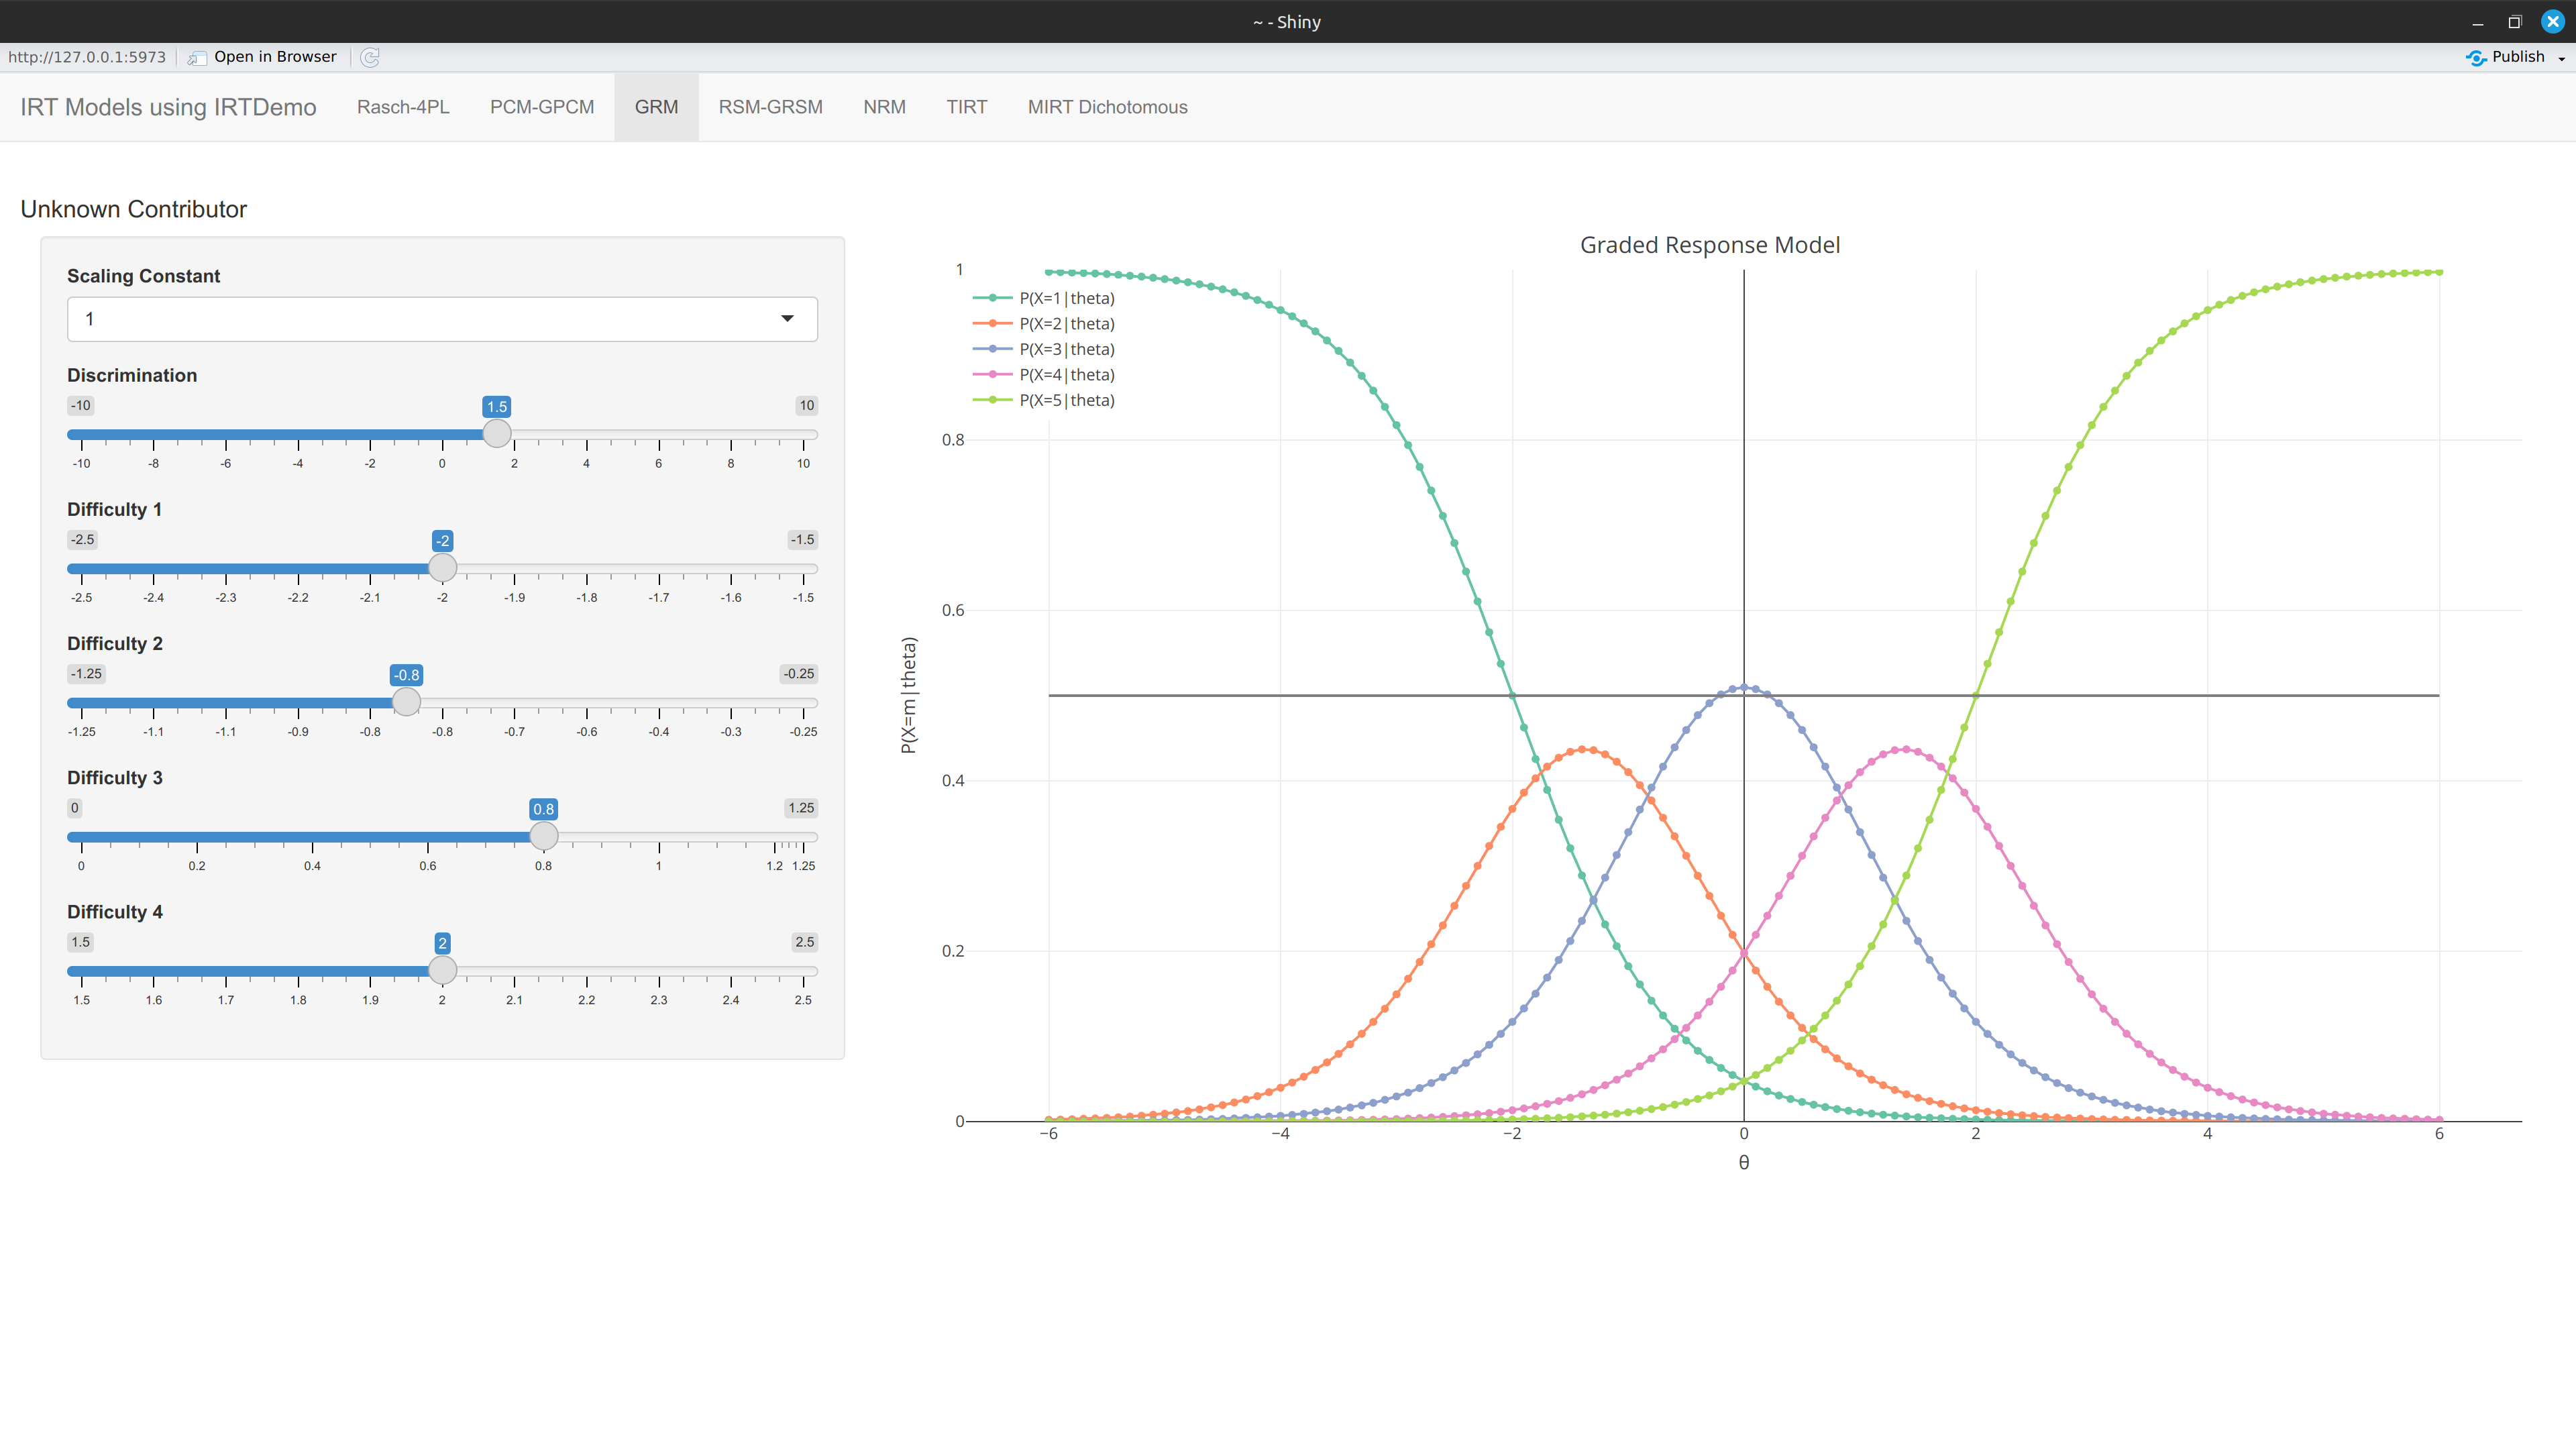 ~ - Shiny
http://127.0.0.1:5973 Open in Browser Publish
IRT Models using IRTDemo Rasch-4PL PCM-GPCM GRM RSM-GRSM NRM TIRT MIRT Dichotomous
Unknown Contributor
Scaling Constant
1
Discrimination
-10 1.5 10
-10 -8 -6 -4 -2 0 2 4 6 8 10
Difficulty 1
-2.5 -2 -1.5
-2.5 -2.4 -2.3 -2.2 -2.1 -2 -1.9 -1.8 -1.7 -1.6 -1.5
Difficulty 2
-1.25 -0.8 -0.25
-1.25 -1.1 -1.1 -0.9 -0.8 -0.8 -0.7 -0.6 -0.4 -0.3 -0.25
Difficulty 3
0 0.8 1.25
0 0.2 0.4 0.6 0.8 1 1.2 1.25
Difficulty 4
1.5 2 2.5
1.5 1.6 1.7 1.8 1.9 2 2.1 2.2 2.3 2.4 2.5
Graded Response Model
P(X=1|theta)
P(X=2|theta)
P(X=3|theta)
P(X=4|theta)
P(X=5|theta)
P(X=m|theta)
1
0.8
0.6
0.4
0.2
0
−6 −4 −2 0 2 4 6
θ